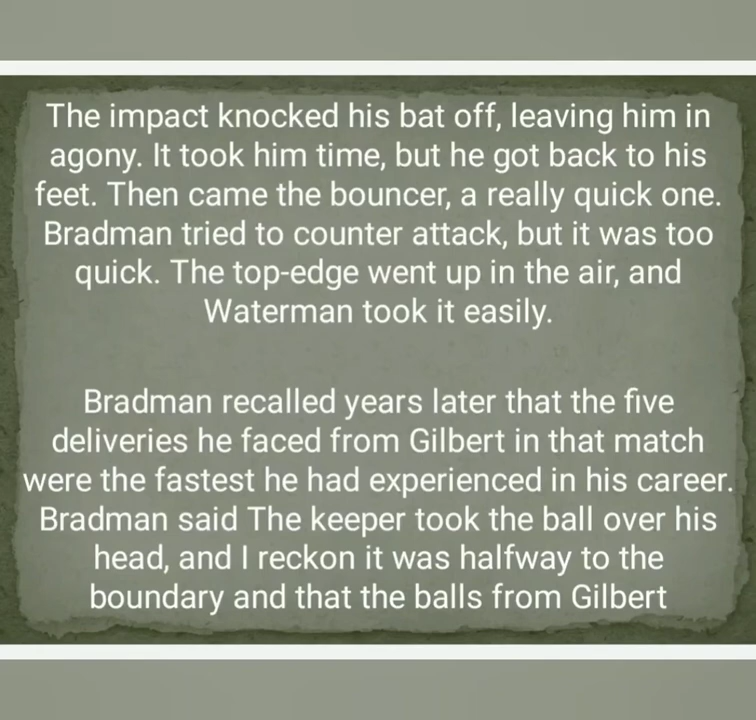 The impact knocked his bat off, leaving him in
agony. It took him time, but he got back to his
feet. Then came the bouncer, a really quick one.
Bradman tried to counter attack, but it was too
quick. The top-edge went up in the air, and
Waterman took it easily.
Bradman recalled years later that the five
deliveries he faced from Gilbert in that match
were the fastest he had experienced in his career.
Bradman said The keeper took the ball over his
head, and I reckon it was halfway to the
boundary and that the balls from Gilbert